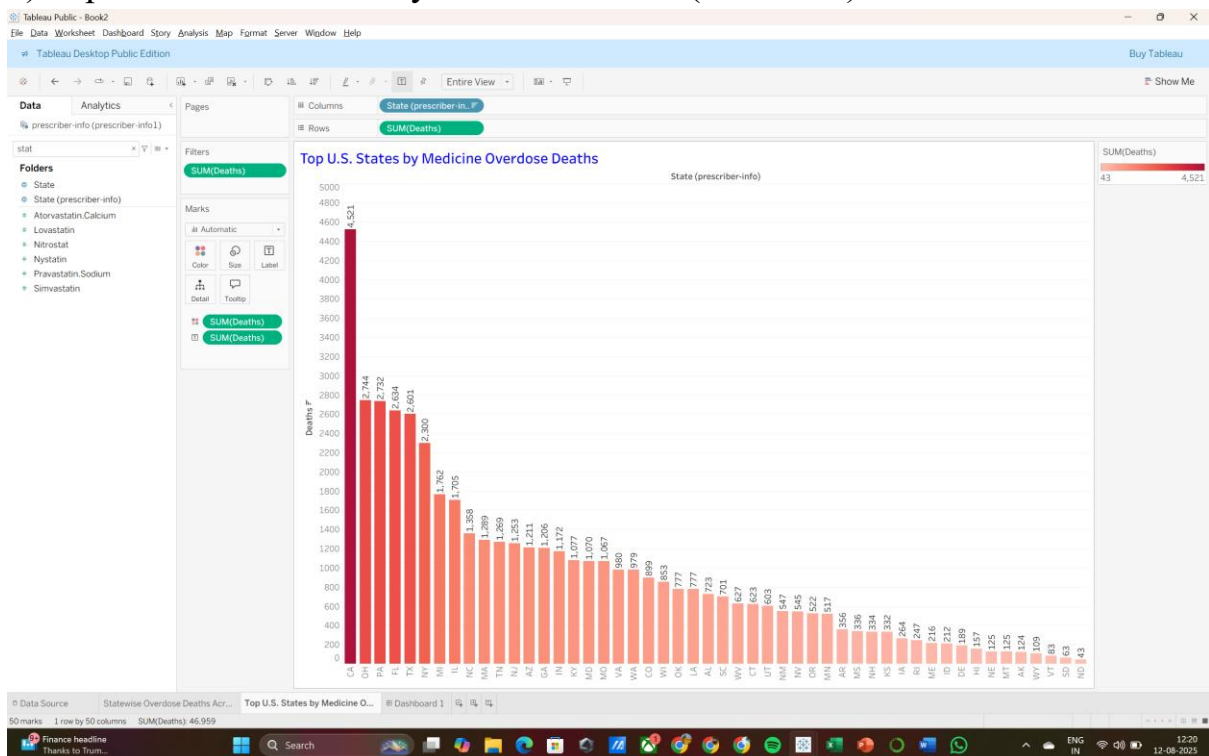 Tableau Public - Book2
File Data Worksheet Dashboard Story Analysis Map Format Server Window Help
Tableau Desktop Public Edition
Buy Tableau
Entire View
Show Me
Data Analytics
prescriber-info (prescriber-info1)
stat
Folders
State
State (prescriber-info)
Atorvastatin.Calcium
Lovastatin
Nitrostat
Nystatin
Pravastatin.Sodium
Simvastatin
Pages
Filters
SUM(Deaths)
Marks
Automatic
Color Size Label
Detail Tooltip
SUM(Deaths)
SUM(Deaths)
Columns State (prescriber-in..
Rows SUM(Deaths)
Top U.S. States by Medicine Overdose Deaths
State (prescriber-info)
Deaths
5000
4800
4600
4400
4200
4000
3800
3600
3400
3200
3000
2800
2600
2400
2200
2000
1800
1600
1400
1200
1000
800
600
400
200
0
4,521 2,744 2,732 2,634 2,601 2,300 1,762 1,705 1,358 1,289 1,269 1,253 1,211 1,206 1,172 1,077 1,070 1,067 980 979 899 853 777 777 723 701 627 623 603 547 545 522 517 356 336 334 332 264 247 216 212 189 157 125 125 124 109 83 63 43
CA OH PA FL TX NY MI IL NC MA TN NJ AZ GA IN KY MD MO VA WA CO WI OK LA AL SC WV CT UT NM NV OR MN AR MS NH KS IA RI ME ID DE HI NE MT AK WY VT SD ND
SUM(Deaths)
43 4,521
Data Source Statewise Overdose Deaths Acr... Top U.S. States by Medicine O... Dashboard 1
50 marks 1 row by 50 columns SUM(Deaths): 46,959
9+
Finance headline
Thanks to Trum...
Search
ENG
IN
12:20
12-08-2025